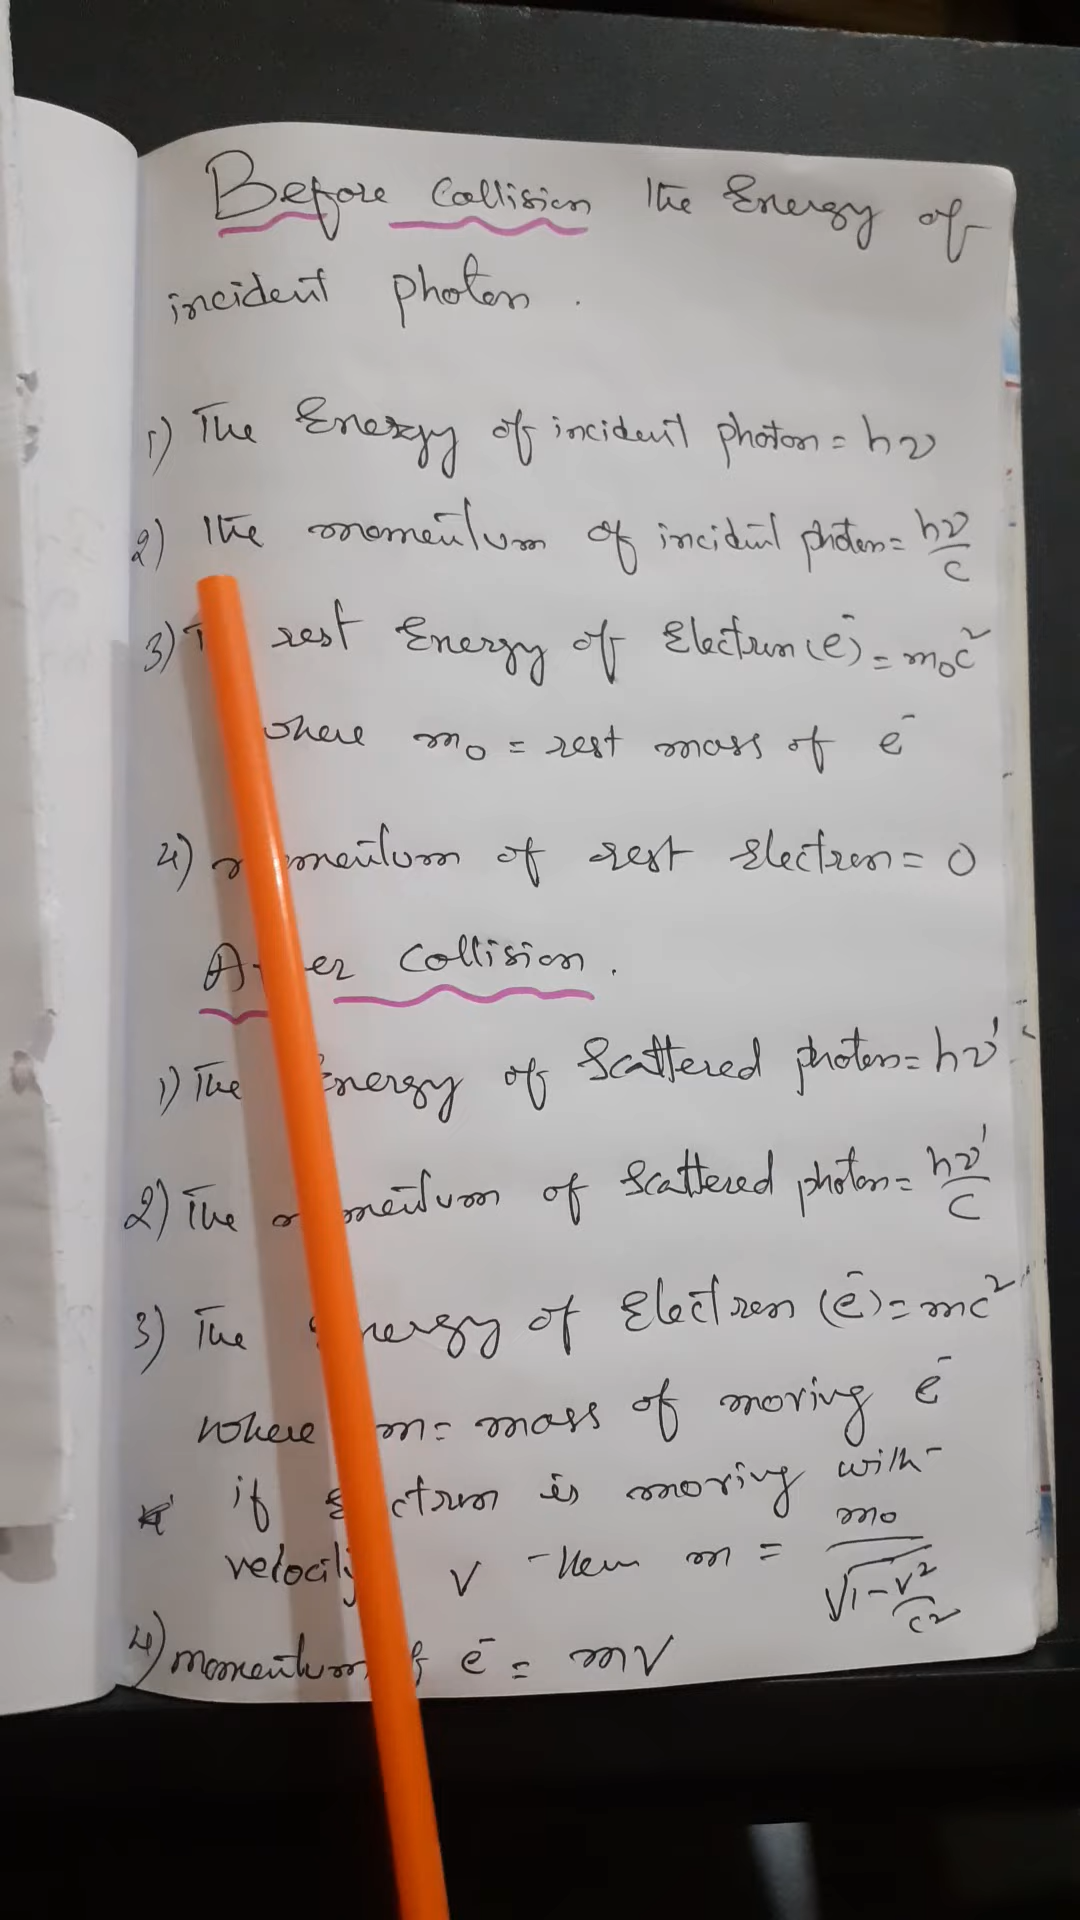 Before Collision the Energy of
incident photon .
1) The Energy of incident photon = hν
2) The momentum of incident photon = hν/c
3) rest Energy of Electron (e⁻) = m₀c²
where m₀ = rest mass of e⁻
4) momentum of rest electron = 0
After Collision .
1) The Energy of Scattered photon = hν'
2) The momentum of Scattered photon = hν'/c
3) The Energy of Electron (e⁻) = mc²
where m = mass of moving e⁻
if Electron is moving with
velocity v then m = m₀/√1-v²/c²
4) momentum of e⁻ = mv